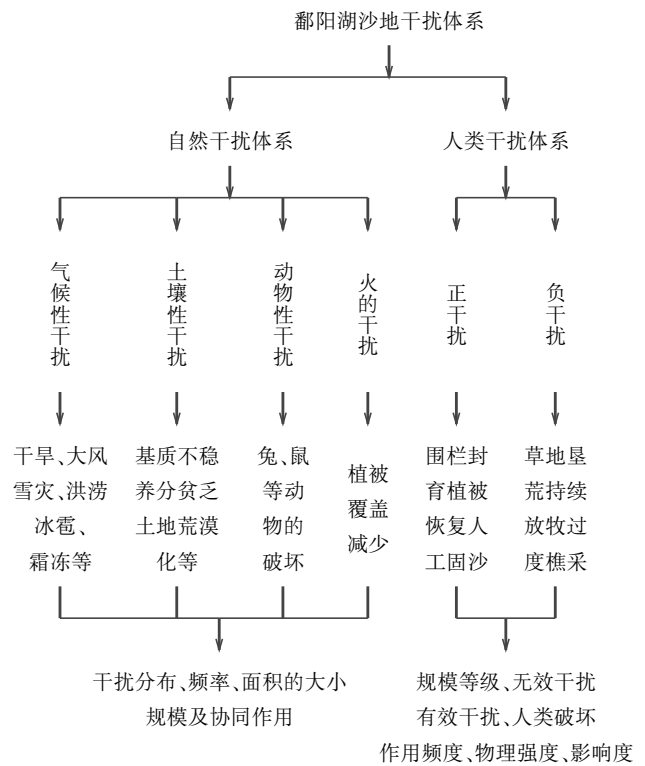 鄱阳湖沙地干扰体系
自然干扰体系
人类干扰体系
气候性干扰
土壤性干扰
动物性干扰
火的干扰
正干扰
负干扰
干旱、大风
雪灾、洪涝
冰雹、
霜冻等
基质不稳
养分贫乏
土地荒漠
化等
兔、鼠
等动
物的
破坏
植被
覆盖
减少
围栏封
育植被
恢复人
工固沙
草地垦
荒持续
放牧过
度樵采
干扰分布、频率、面积的大小
规模及协同作用
规模等级、无效干扰
有效干扰、人类破坏
作用频度、物理强度、影响度